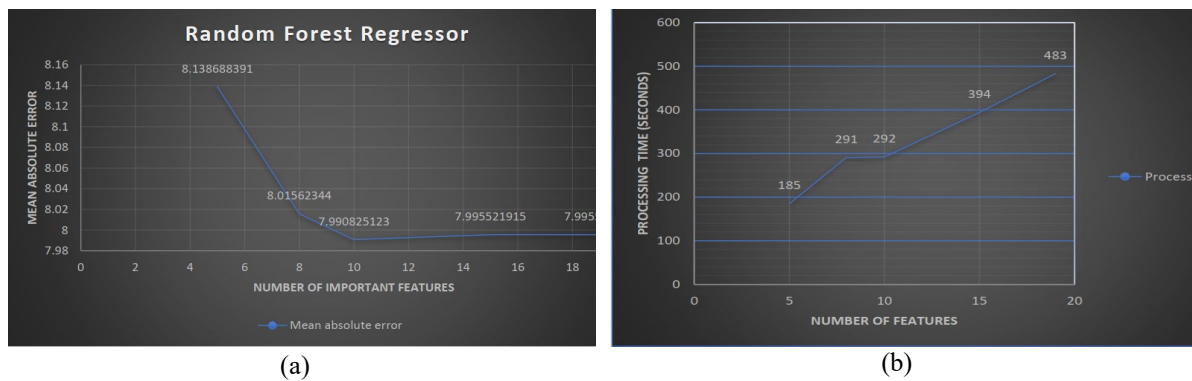 Random Forest Regressor
MEAN ABSOLUTE ERROR
8.16
8.14
8.12
8.1
8.08
8.06
8.04
8.02
8
7.98
8.138688391
8.01562344
7.990825123
7.995521915
7.995
0 2 4 6 8 10 12 14 16 18
NUMBER OF IMPORTANT FEATURES
Mean absolute error
(a)
PROCESSING TIME (SECONDS)
600
500
400
300
200
100
0
185
291
292
394
483
0 5 10 15 20
NUMBER OF FEATURES
Process
(b)